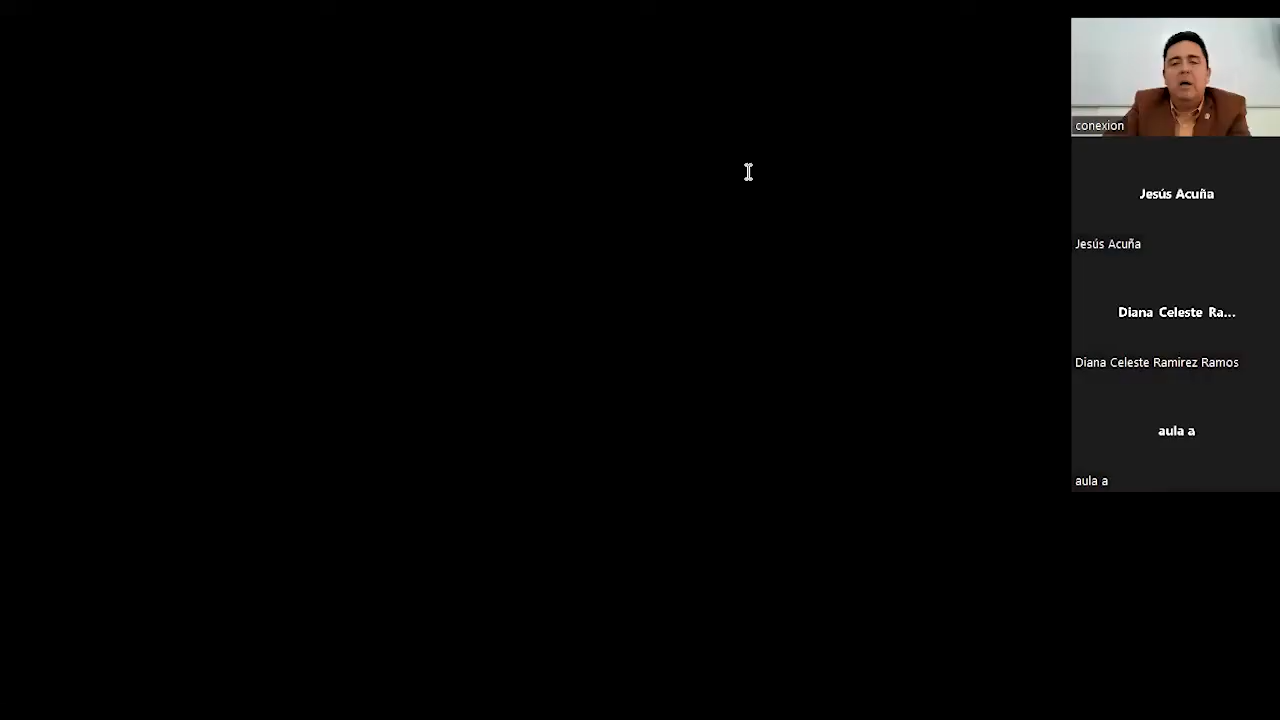 conexion
Jesús Acuña
Jesús Acuña
Diana Celeste Ra...
Diana Celeste Ramirez Ramos
aula a
aula a